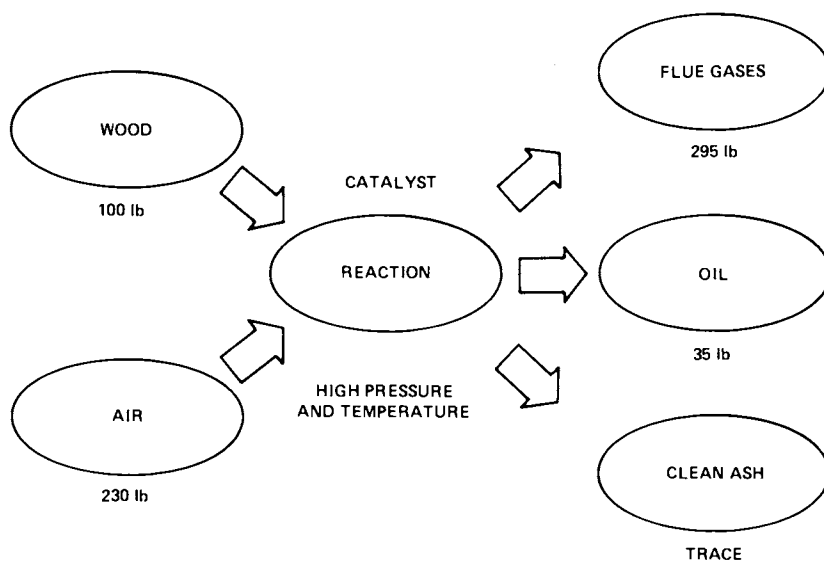 WOOD
100 lb
AIR
230 lb
CATALYST
REACTION
HIGH PRESSURE
AND TEMPERATURE
FLUE GASES
295 lb
OIL
35 lb
CLEAN ASH
TRACE